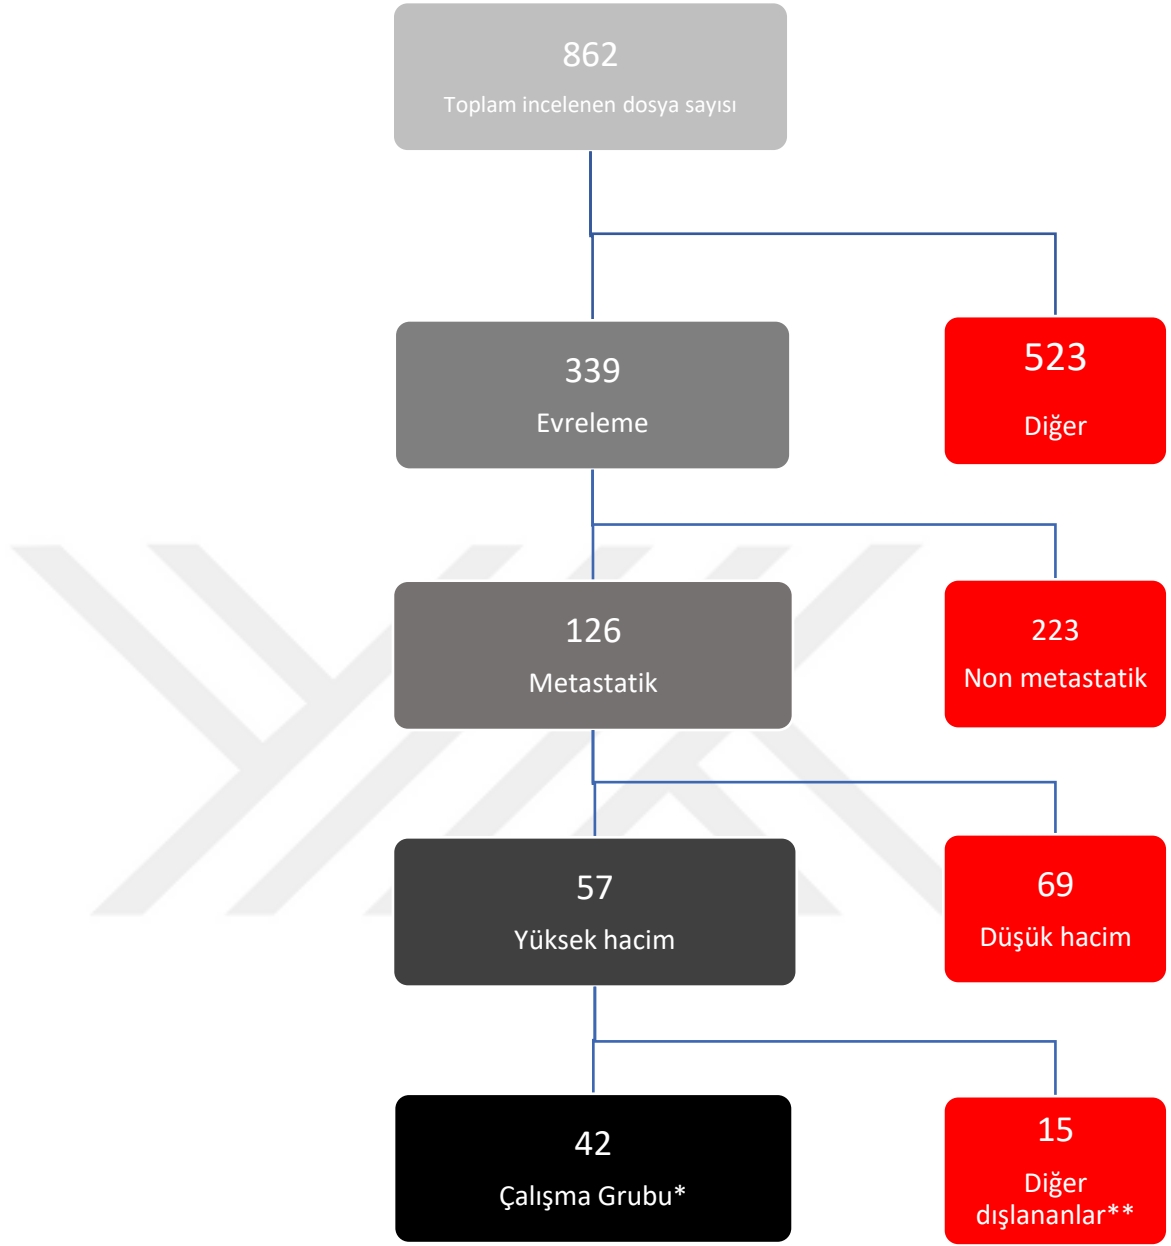 862
Toplam incelenen dosya sayısı
339
Evreleme
523
Diğer
126
Metastatik
223
Non metastatik
57
Yüksek hacim
69
Düşük hacim
42
Çalışma Grubu*
15
Diğer
dışlananlar**